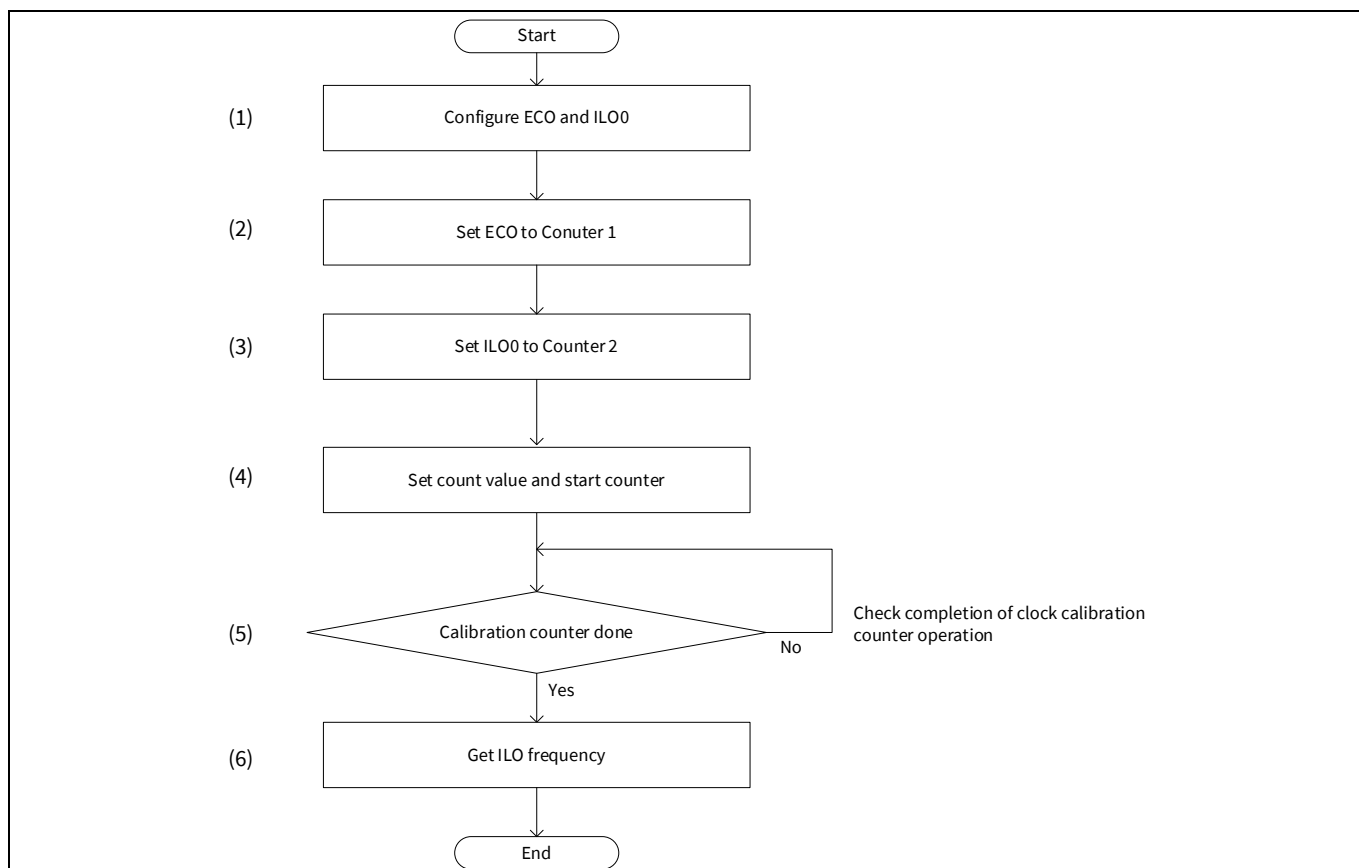 Start
(1)
Configure ECO and ILO0
(2)
Set ECO to Conuter 1
(3)
Set ILO0 to Counter 2
(4)
Set count value and start counter
(5)
Calibration counter done
No
Check completion of clock calibration
counter operation
Yes
(6)
Get ILO frequency
End